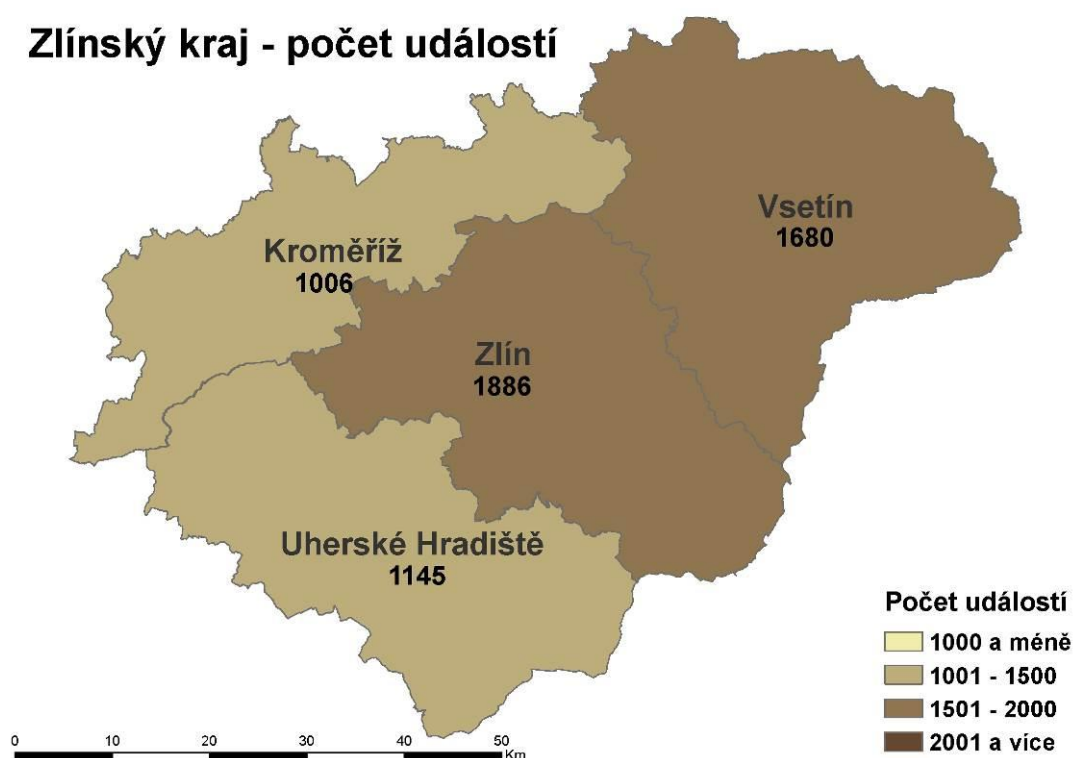 Zlínský kraj - počet událostí
Vsetín
1680
Kroměříž
1006
Zlín
1886
Uherské Hradiště
1145
Počet událostí
1000 a méně
1001 - 1500
1501 - 2000
2001 a více
0 10 20 30 40 50
Km